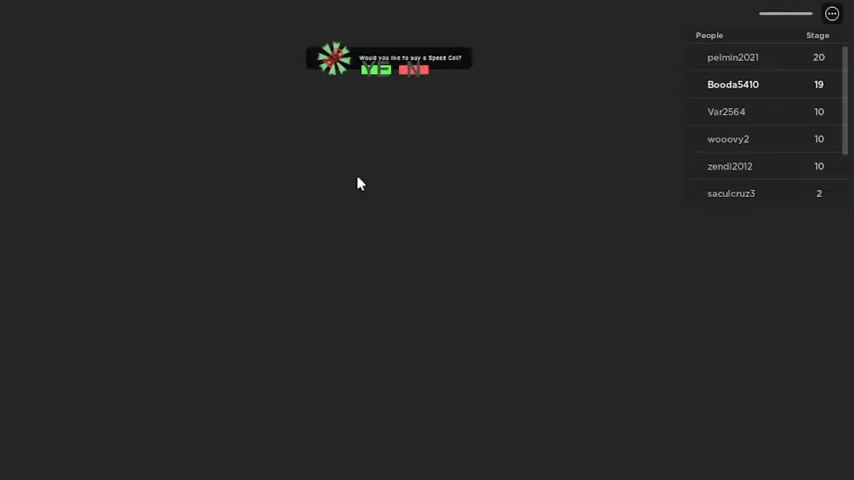 People Stage
Would you like to buy a Speed Coil?
YE N
pelmin2021 20
Booda5410 19
Var2564 10
wooovy2 10
zendi2012 10
saculcruz3 2